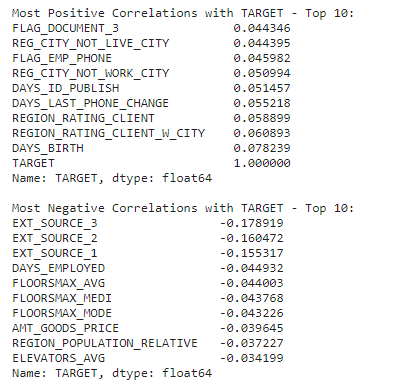 Most Positive Correlations with TARGET - Top 10:
FLAG_DOCUMENT_3                0.044346
REG_CITY_NOT_LIVE_CITY         0.044395
FLAG_EMP_PHONE                 0.045982
REG_CITY_NOT_WORK_CITY         0.050994
DAYS_ID_PUBLISH                0.051457
DAYS_LAST_PHONE_CHANGE         0.055218
REGION_RATING_CLIENT           0.058899
REGION_RATING_CLIENT_W_CITY    0.060893
DAYS_BIRTH                     0.078239
TARGET                         1.000000
Name: TARGET, dtype: float64
Most Negative Correlations with TARGET - Top 10:
EXT_SOURCE_3                 -0.178919
EXT_SOURCE_2                 -0.160472
EXT_SOURCE_1                 -0.155317
DAYS_EMPLOYED                -0.044932
FLOORSMAX_AVG                -0.044003
FLOORSMAX_MEDI               -0.043768
FLOORSMAX_MODE               -0.043226
AMT_GOODS_PRICE              -0.039645
REGION_POPULATION_RELATIVE   -0.037227
ELEVATORS_AVG                -0.034199
Name: TARGET, dtype: float64